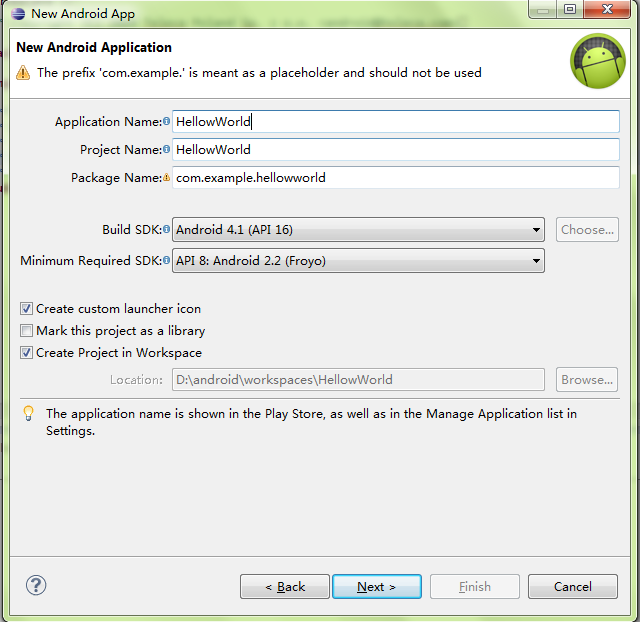 New Android App
New Android Application
The prefix 'com.example.' is meant as a placeholder and should not be used
Application Name: HellowWorld
Project Name: HellowWorld
Package Name: com.example.hellowworld
Build SDK: Android 4.1 (API 16) Choose...
Minimum Required SDK: API 8: Android 2.2 (Froyo)
Create custom launcher icon
Mark this project as a library
Create Project in Workspace
Location: D:\android\workspaces\HellowWorld Browse...
The application name is shown in the Play Store, as well as in the Manage Application list in
Settings.
? < Back Next > Finish Cancel